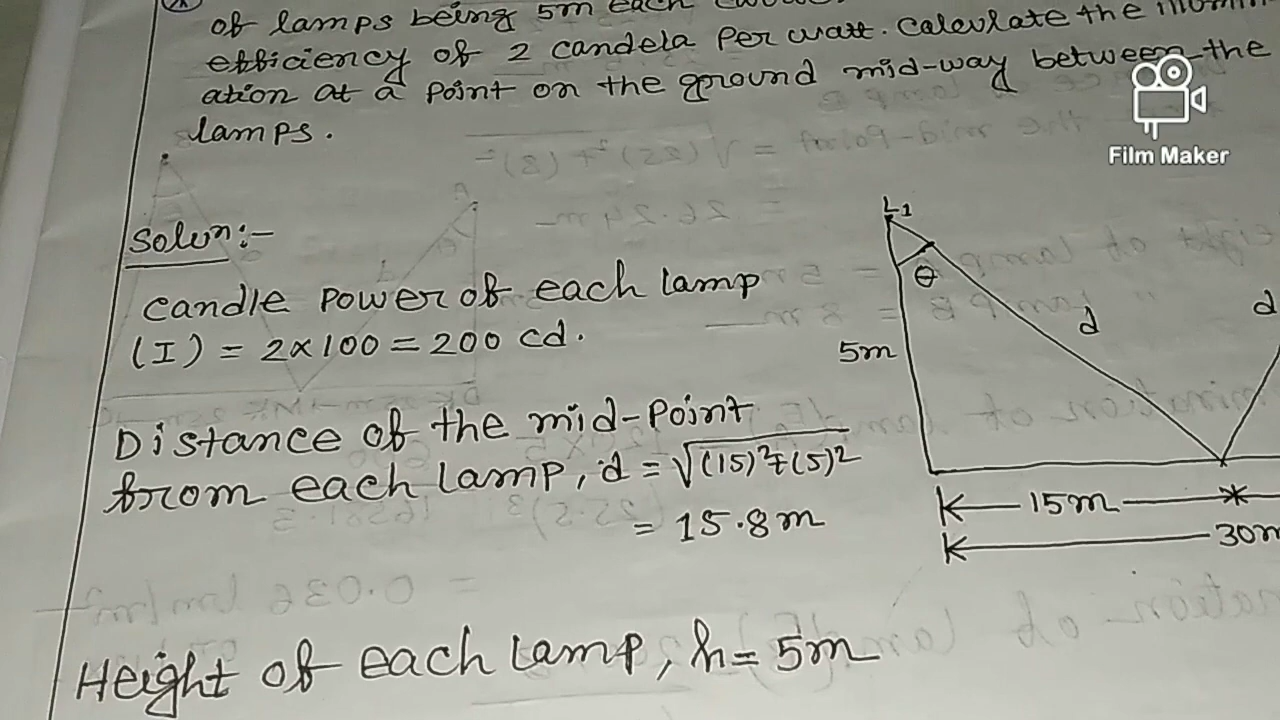 of lamps being 5m each
efficiency of 2 candela per watt. Calculate the illumin
ation at a point on the ground mid-way between the
lamps.
Film Maker
Solun:-
candle power of each lamp
(I) = 2×100 = 200 cd.
Distance of the mid-point
from each lamp, d = √(15)²+(5)²
= 15.8m
Height of each lamp, h = 5m
L1
θ
d
d
5m
15m
30m